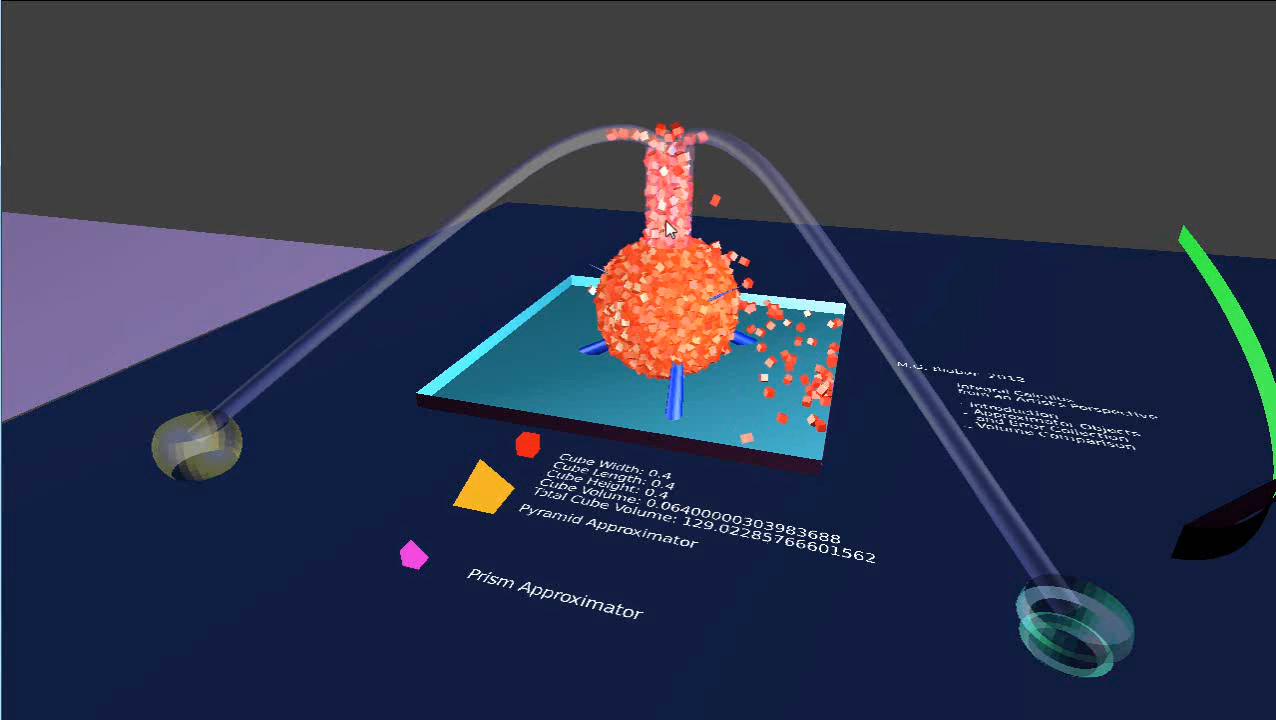 M.G. Bieber 2012
Integral Calculus
from an Artist's Perspective
- Introduction
- Approximator Objects
and Error Collection
- Volume Comparison
Cube Width: 0.4
Cube Length: 0.4
Cube Height: 0.4
Cube Volume: 0.06400000303983688
Total Cube Volume: 129.02285766601562
Pyramid Approximator
Prism Approximator